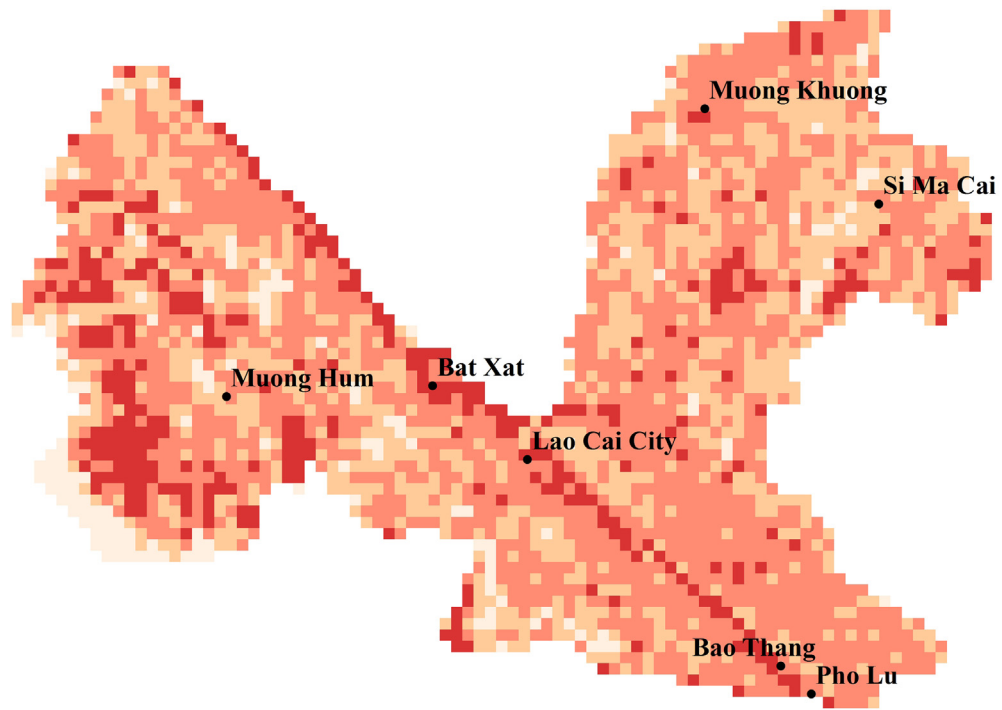 Muong Khuong
Si Ma Cai
Bat Xat
Muong Hum
Lao Cai City
Bao Thang
Pho Lu